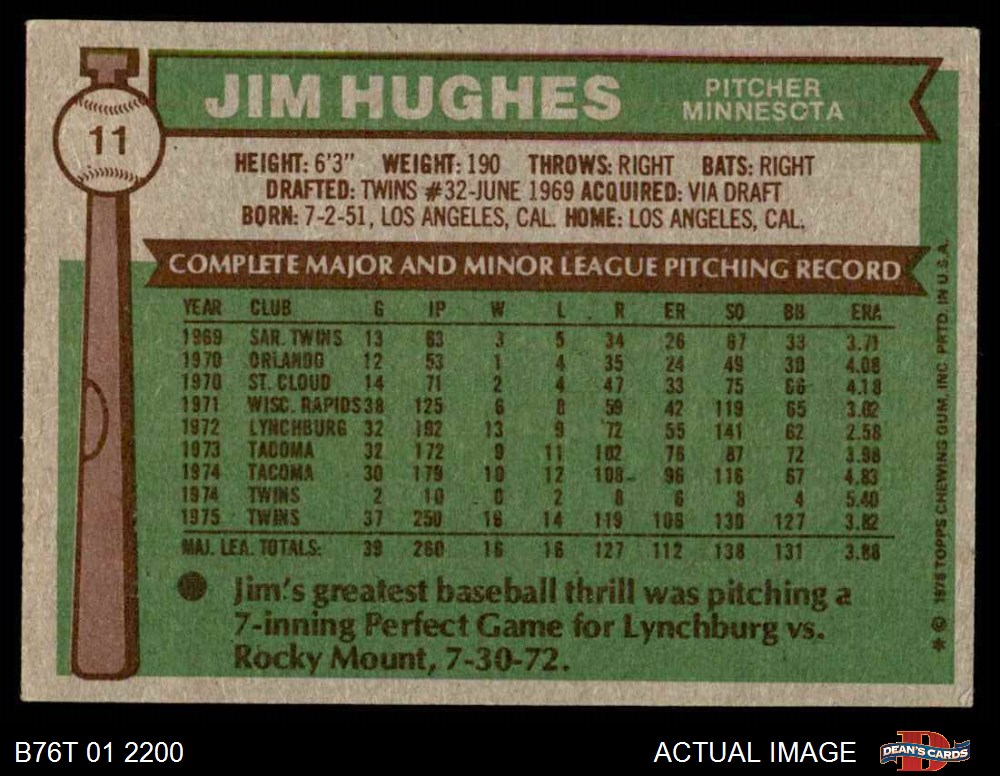 11
JIM HUGHES
PITCHER
MINNESOTA
HEIGHT: 6'3" WEIGHT: 190 THROWS: RIGHT BATS: RIGHT
DRAFTED: TWINS #32-JUNE 1969 ACQUIRED: VIA DRAFT
BORN: 7-2-51, LOS ANGELES, CAL. HOME: LOS ANGELES, CAL.
COMPLETE MAJOR AND MINOR LEAGUE PITCHING RECORD
YEAR CLUB G IP W L R ER SO BB ERA
1969 SAR. TWINS 13 63 3 5 34 26 67 33 3.71
1970 ORLANDO 12 53 1 4 35 24 49 30 4.08
1970 ST. CLOUD 14 71 2 4 47 33 75 66 4.18
1971 WISC. RAPIDS 38 125 6 8 59 42 119 65 3.02
1972 LYNCHBURG 32 192 13 9 72 55 141 62 2.58
1973 TACOMA 32 172 9 11 102 76 87 72 3.98
1974 TACOMA 30 179 10 12 108 96 116 67 4.83
1974 TWINS 2 10 0 2 8 6 8 4 5.40
1975 TWINS 37 250 16 14 119 106 130 127 3.82
MAJ. LEA. TOTALS: 39 260 16 16 127 112 138 131 3.88
Jim's greatest baseball thrill was pitching a
7-inning Perfect Game for Lynchburg vs.
Rocky Mount, 7-30-72.
* © 1976 TOPPS CHEWING GUM, INC. PRTD. IN U.S.A.
B76T 01 2200
ACTUAL IMAGE
D
DEAN'S CARDS